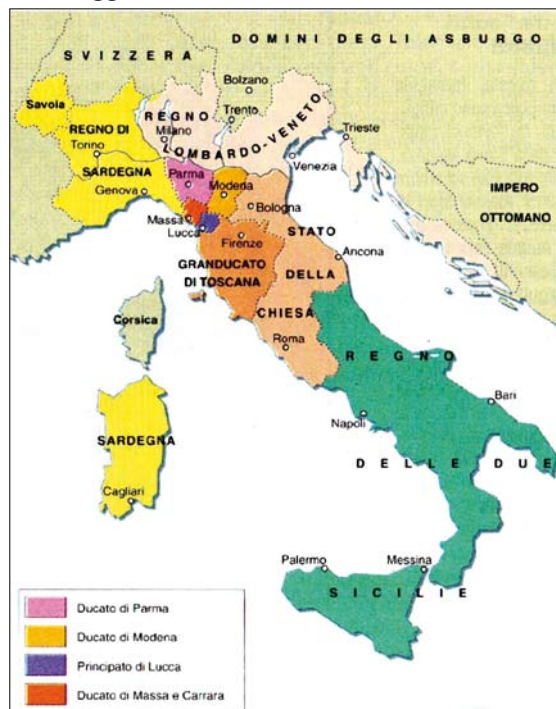 DOMINI DEGLI ASBURGO
SVIZZERA
Bolzano
Savoia
REGNO
Trento
REGNO DI
Milano
LOMBARDO-VENETO
Trieste
Torino
Venezia
SARDEGNA
Parma
Modena
IMPERO
OTTOMANO
Genova
Bologna
Massa
Lucca
STATO
Firenze
Ancona
GRANDUCATO
DI TOSCANA
DELLA
CHIESA
Corsica
Roma
REGNO
Bari
Napoli
SARDEGNA
DELLE DUE
Cagliari
Palermo
Messina
SICILIE
Ducato di Parma
Ducato di Modena
Principato di Lucca
Ducato di Massa e Carrara